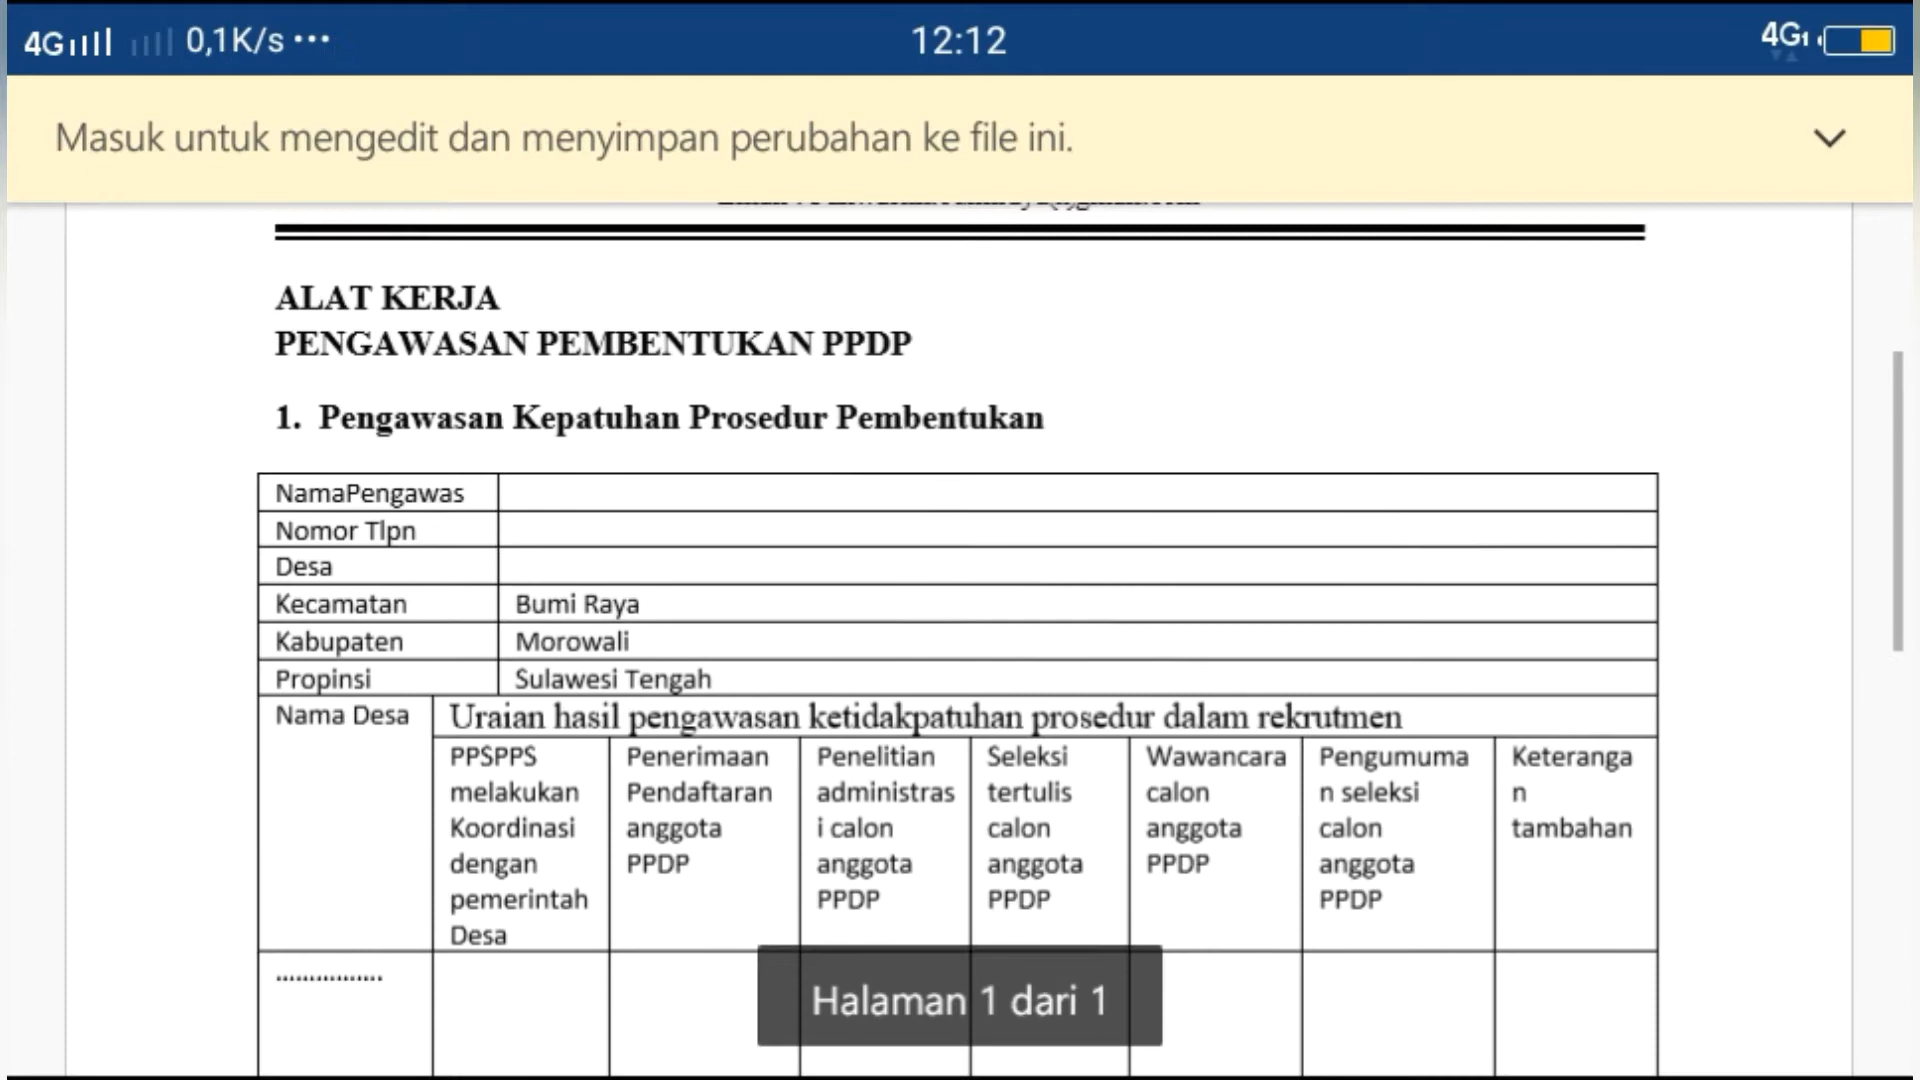 4G 0,1K/s ... 12:12 4G1
Masuk untuk mengedit dan menyimpan perubahan ke file ini.
ALAT KERJA
PENGAWASAN PEMBENTUKAN PPDP
1. Pengawasan Kepatuhan Prosedur Pembentukan
NamaPengawas
Nomor Tlpn
Desa
Kecamatan Bumi Raya
Kabupaten Morowali
Propinsi Sulawesi Tengah
Nama Desa
Uraian hasil pengawasan ketidakpatuhan prosedur dalam rekrutmen
PPSPPS
melakukan
Koordinasi
dengan
pemerintah
Desa
Penerimaan
Pendaftaran
anggota
PPDP
Penelitian
administras
i calon
anggota
PPDP
Seleksi
tertulis
calon
anggota
PPDP
Wawancara
calon
anggota
PPDP
Pengumuma
n seleksi
calon
anggota
PPDP
Keteranga
n
tambahan
................
Halaman 1 dari 1